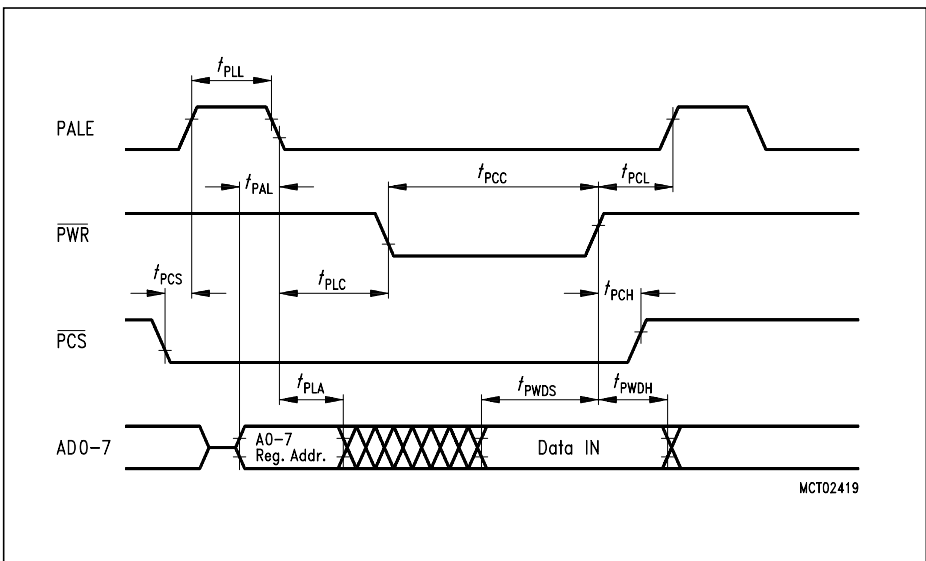 tPLL
PALE
tPAL
tPCC
tPCL
PWR
tPCS
tPLC
tPCH
PCS
tPLA
tPWDS
tPWDH
AD0-7
A0-7
Reg. Addr.
Data IN
MCT02419